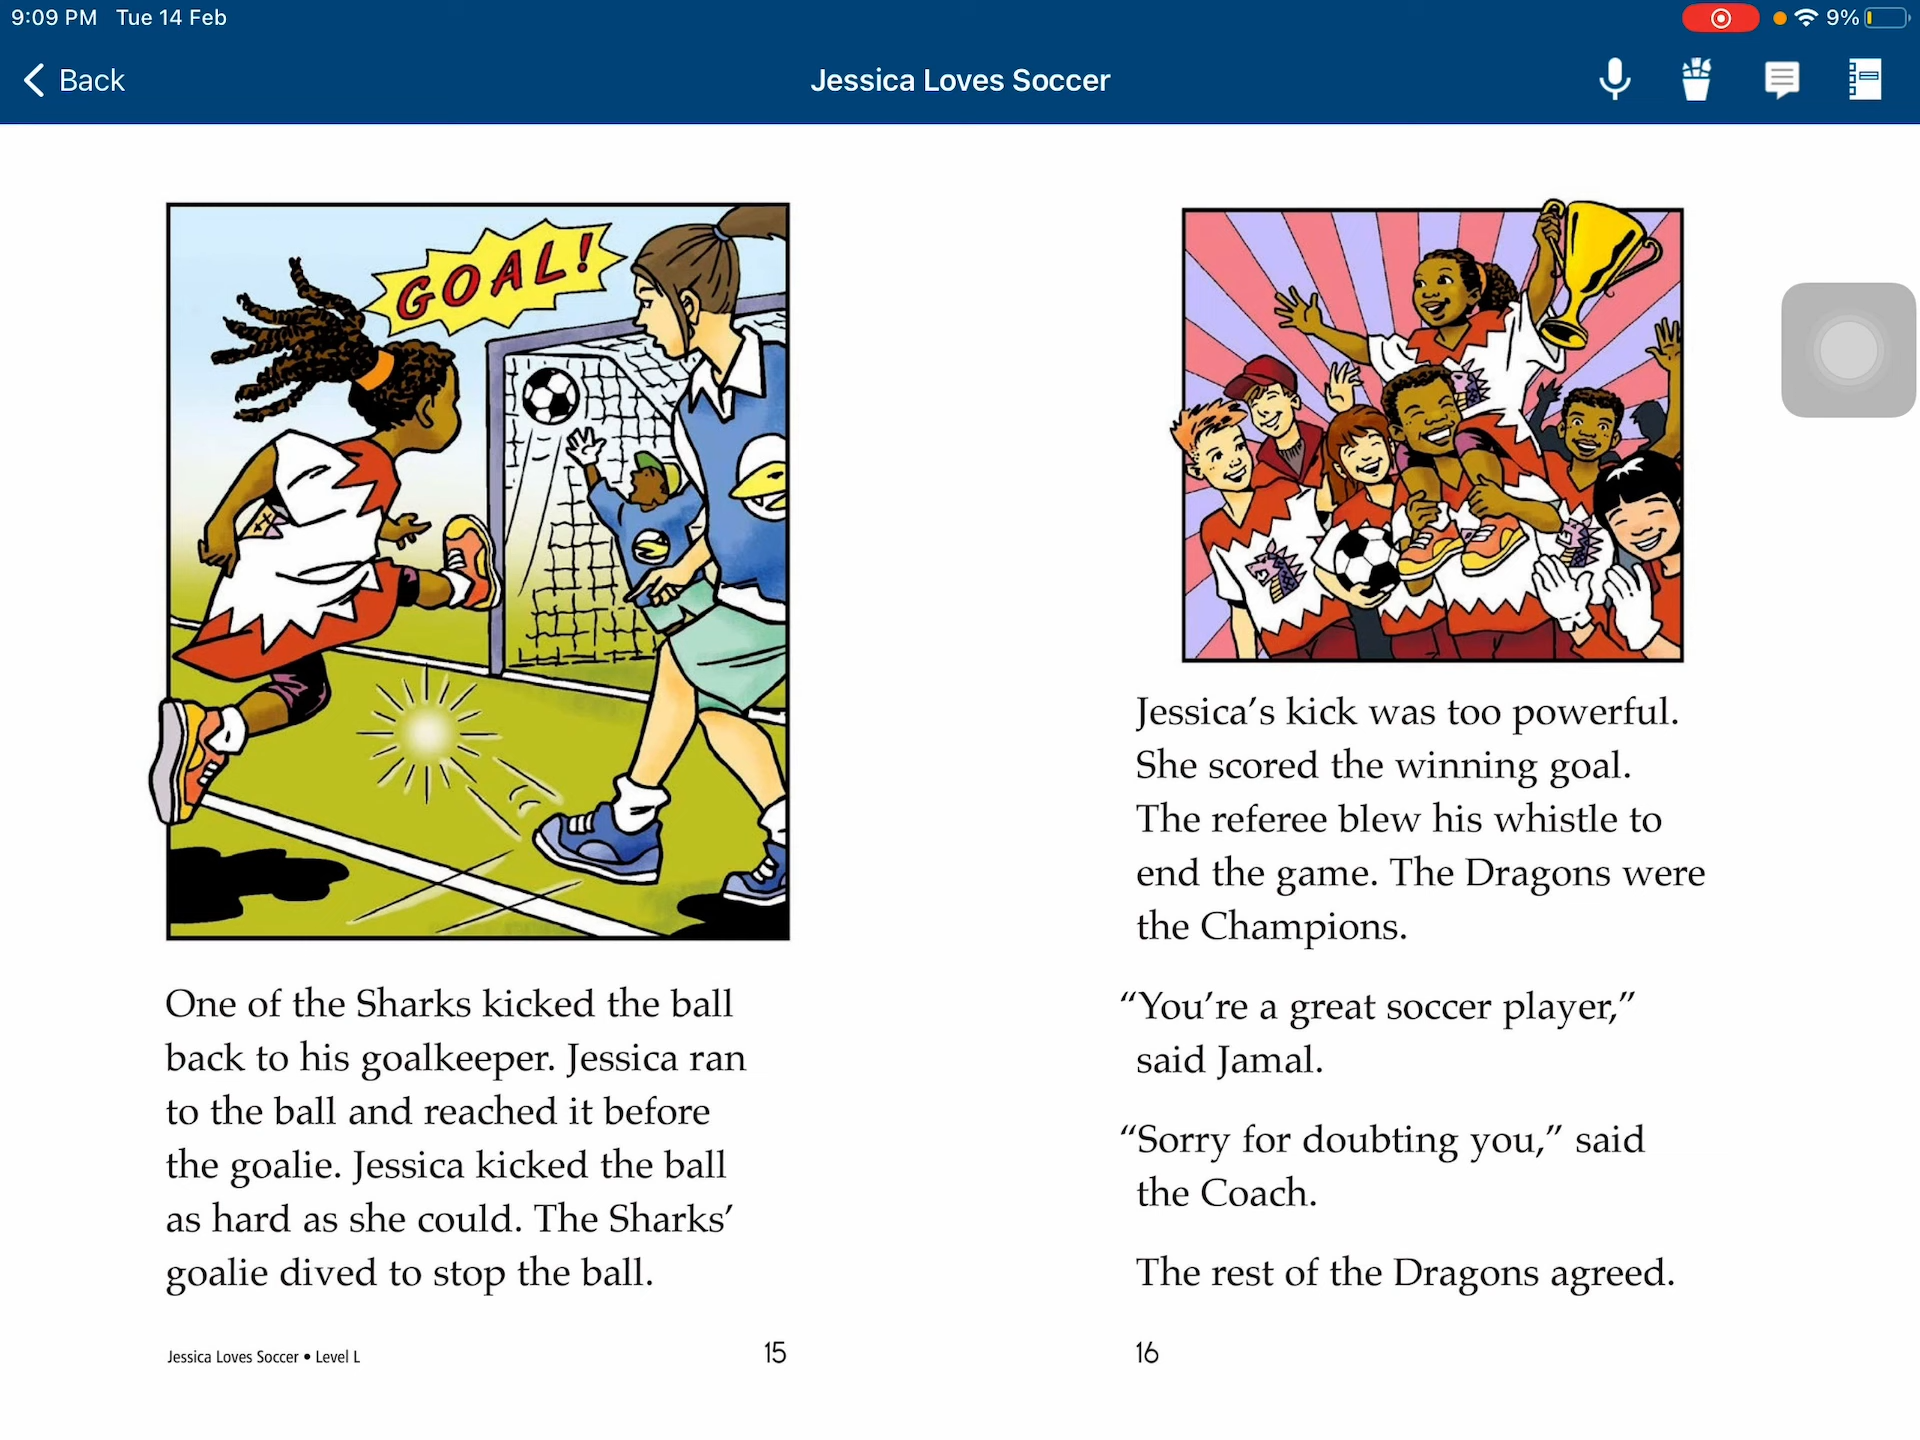 9:09 PM Tue 14 Feb
9%
Back
Jessica Loves Soccer
GOAL!
One of the Sharks kicked the ball
back to his goalkeeper. Jessica ran
to the ball and reached it before
the goalie. Jessica kicked the ball
as hard as she could. The Sharks’
goalie dived to stop the ball.
Jessica Loves Soccer • Level L
15
Jessica’s kick was too powerful.
She scored the winning goal.
The referee blew his whistle to
end the game. The Dragons were
the Champions.
“You’re a great soccer player,”
said Jamal.
“Sorry for doubting you,” said
the Coach.
The rest of the Dragons agreed.
16